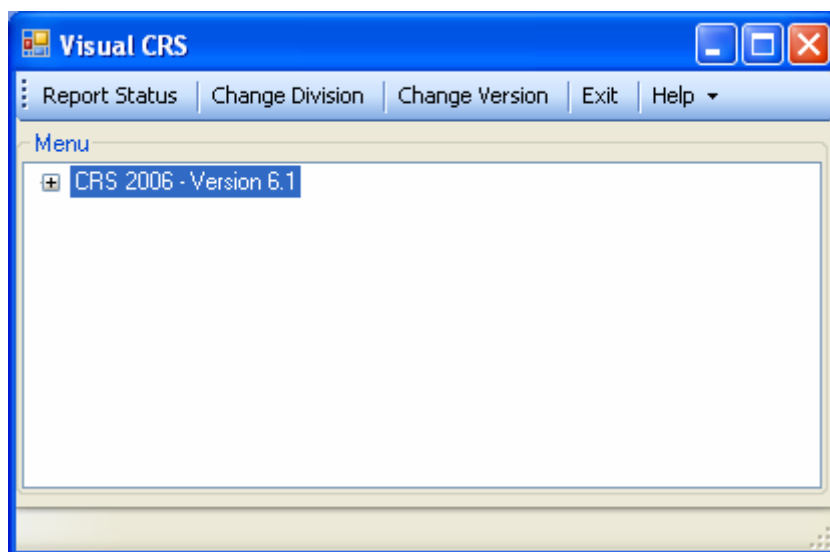 Visual CRS
Report Status Change Division Change Version Exit Help
Menu
CRS 2006 - Version 6.1